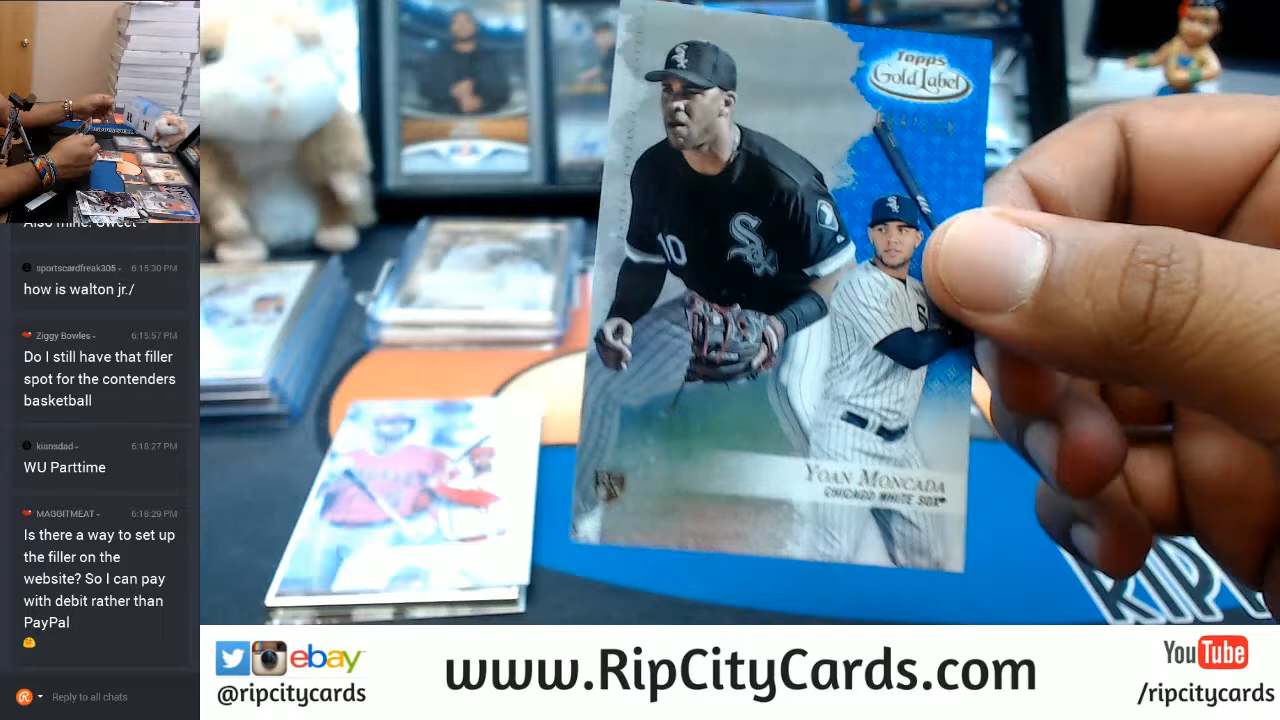 Also mine. Sweet
sportscardfreak305 - 6:15:30 PM
how is walton jr./
Ziggy Bowles - 6:15:57 PM
Do I still have that filler
spot for the contenders
basketball
kiansdad - 6:18:27 PM
WU Parttime
MAGGITMEAT - 6:18:29 PM
Is there a way to set up
the filler on the
website? So I can pay
with debit rather than
PayPal
Reply to all chats
Topps
Gold Label
10
Sox
YOAN MONCADA
CHICAGO WHITE SOX
RIP
ebay
@ripcitycards
www.RipCityCards.com
YouTube
/ripcitycards